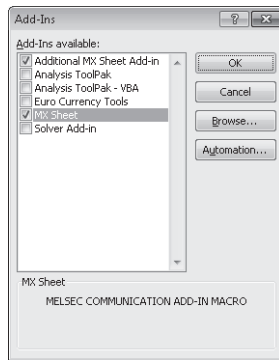 Add-Ins
Add-Ins available:
Additional MX Sheet Add-in
Analysis ToolPak
Analysis ToolPak - VBA
Euro Currency Tools
MX Sheet
Solver Add-in
OK
Cancel
Browse...
Automation...
MX Sheet
MELSEC COMMUNICATION ADD-IN MACRO